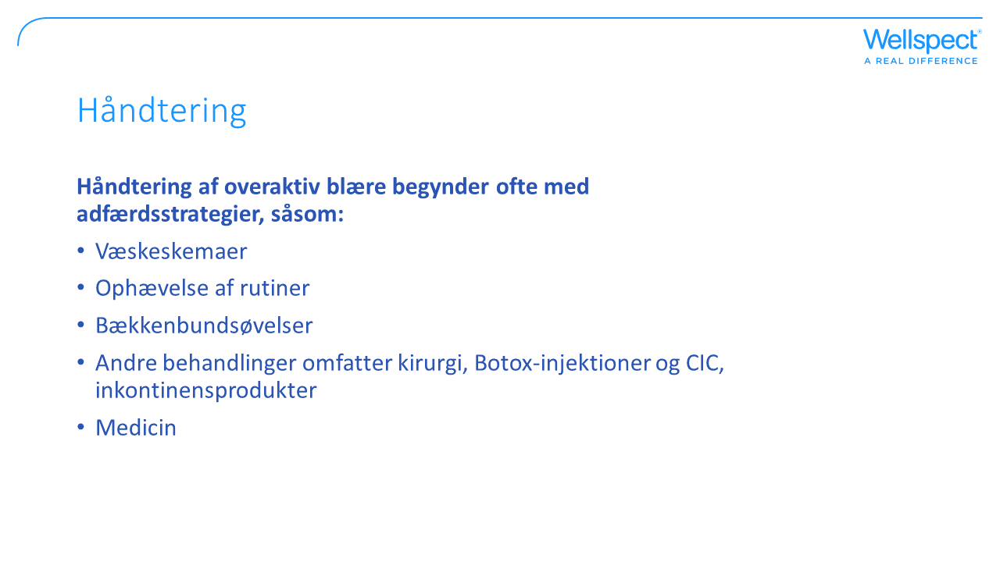 Wellspect®
A REAL DIFFERENCE
Håndtering
Håndtering af overaktiv blære begynder ofte med
adfærdsstrategier, såsom:
• Væskeskemaer
• Ophævelse af rutiner
• Bækkenbundsøvelser
• Andre behandlinger omfatter kirurgi, Botox-injektioner og CIC,
inkontinensprodukter
• Medicin